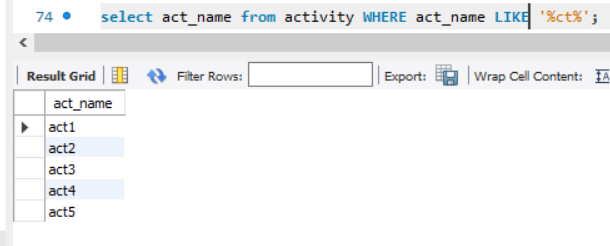 74 select act_name from activity WHERE act_name LIKE '%ct%';
Result Grid Filter Rows: Export: Wrap Cell Content: IA
act_name
act1
act2
act3
act4
act5